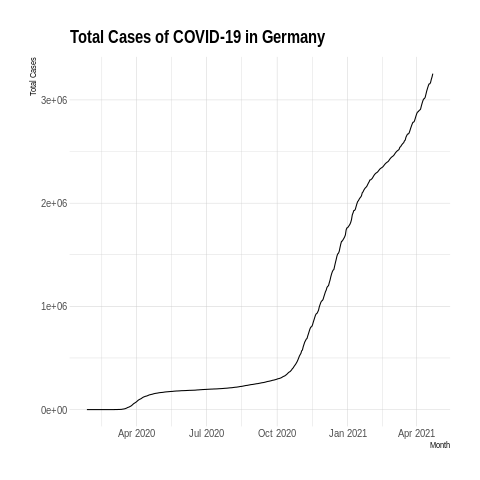 Total Cases of COVID-19 in Germany
Total Cases
3e+06
2e+06
1e+06
0e+00
Apr 2020 Jul 2020 Oct 2020 Jan 2021 Apr 2021
Month